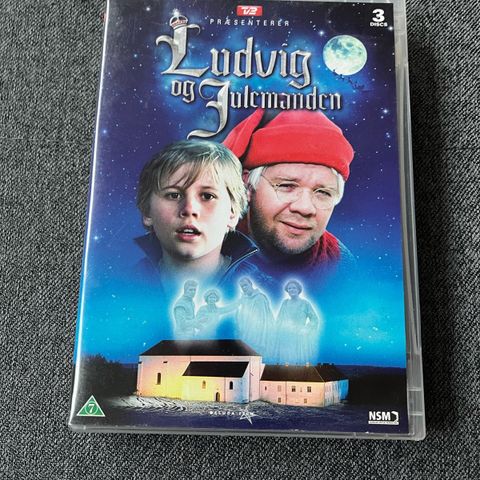 TV2
PRÆSENTERER
3
DISCS
Ludvig
og Julemanden
7
NSM